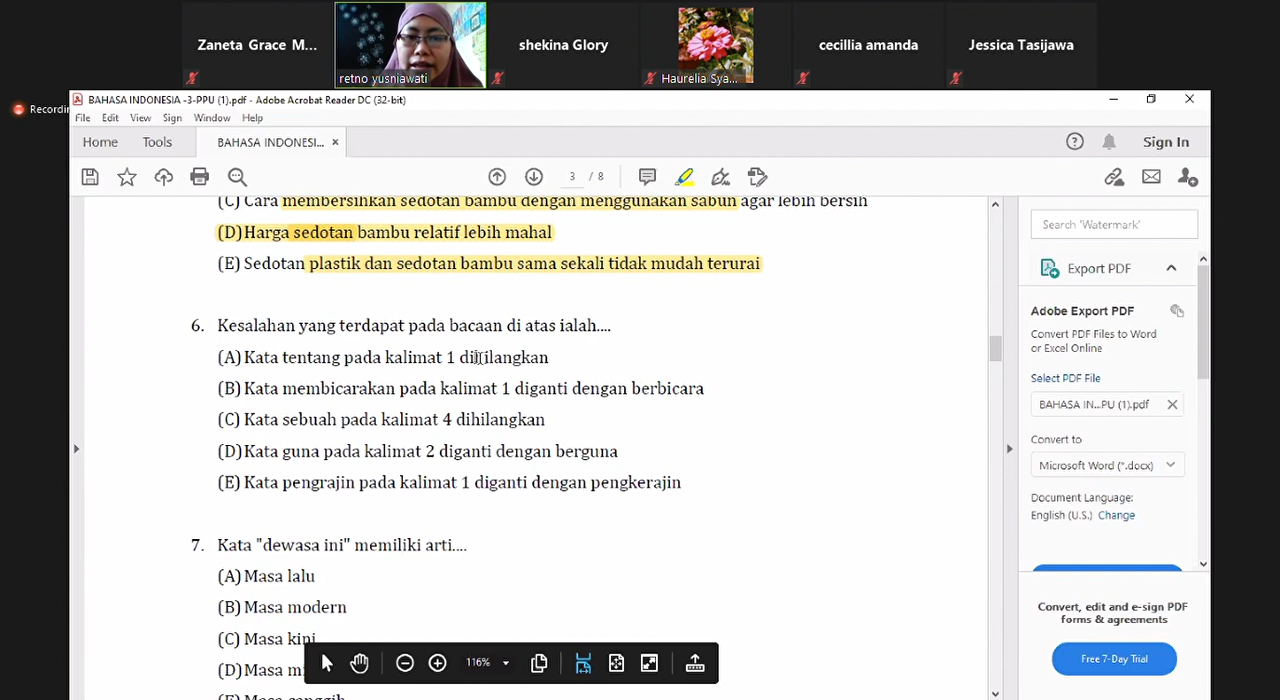 Zaneta Grace M...
retno yusniawati
shekina Glory
Haurelia Sya...
cecillia amanda
Jessica Tasijawa
Recordin
BAHASA INDONESIA -3-PPU (1).pdf - Adobe Acrobat Reader DC (32-bit)
File Edit View Sign Window Help
Home Tools BAHASA INDONESI... ×
Sign In
3 / 8
(C) Cara membersihkan sedotan bambu dengan menggunakan sabun agar lebih bersih
(D) Harga sedotan bambu relatif lebih mahal
(E) Sedotan plastik dan sedotan bambu sama sekali tidak mudah terurai
6. Kesalahan yang terdapat pada bacaan di atas ialah....
(A) Kata tentang pada kalimat 1 dihilangkan
(B) Kata membicarakan pada kalimat 1 diganti dengan berbicara
(C) Kata sebuah pada kalimat 4 dihilangkan
(D) Kata guna pada kalimat 2 diganti dengan berguna
(E) Kata pengrajin pada kalimat 1 diganti dengan pengkerajin
7. Kata "dewasa ini" memiliki arti....
(A) Masa lalu
(B) Masa modern
(C) Masa kini
(D) Masa
(E) Masa canggih
116%
Search 'Watermark'
Export PDF
Adobe Export PDF
Convert PDF Files to Word
or Excel Online
Select PDF File
BAHASA IN...PU (1).pdf
Convert to
Microsoft Word (*.docx)
Document Language:
English (U.S.) Change
Convert, edit and e-sign PDF
forms & agreements
Free 7-Day Trial